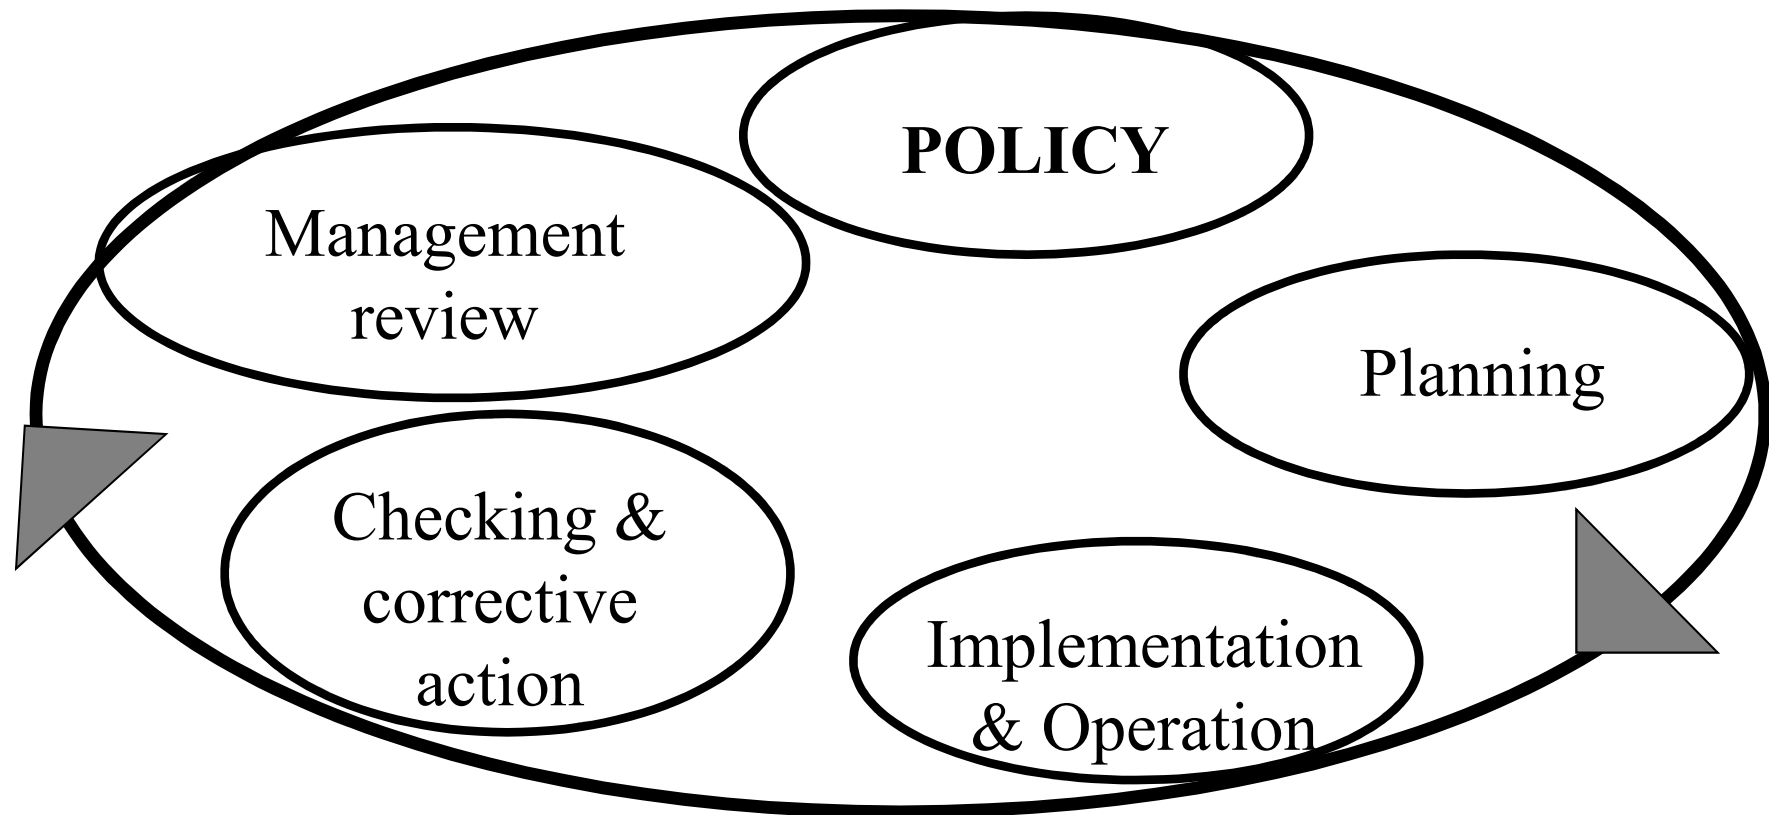 POLICY
Management
review
Planning
Checking &
corrective
action
Implementation
& Operation